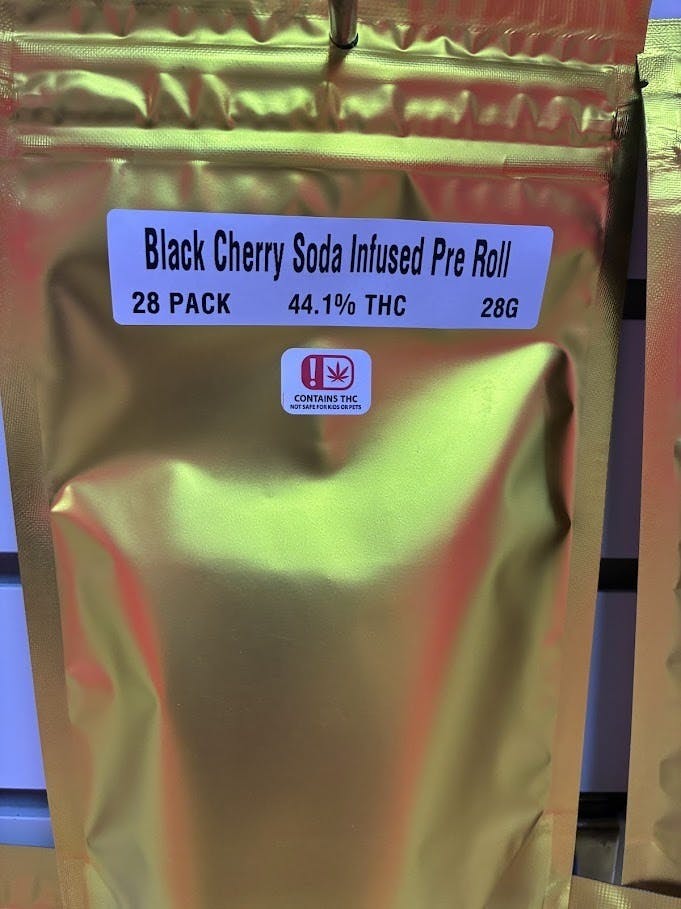 Black Cherry Soda Infused Pre Roll
28 PACK 44.1% THC 28G
!
CONTAINS THC
NOT SAFE FOR KIDS OR PETS